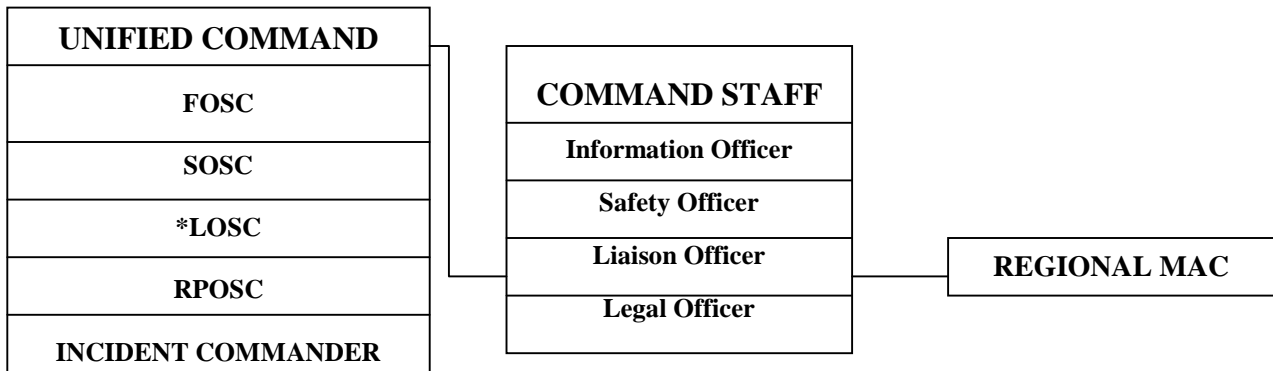 UNIFIED COMMAND
FOSC
SOSC
*LOSC
RPOSC
INCIDENT COMMANDER
COMMAND STAFF
Information Officer
Safety Officer
Liaison Officer
Legal Officer
REGIONAL MAC